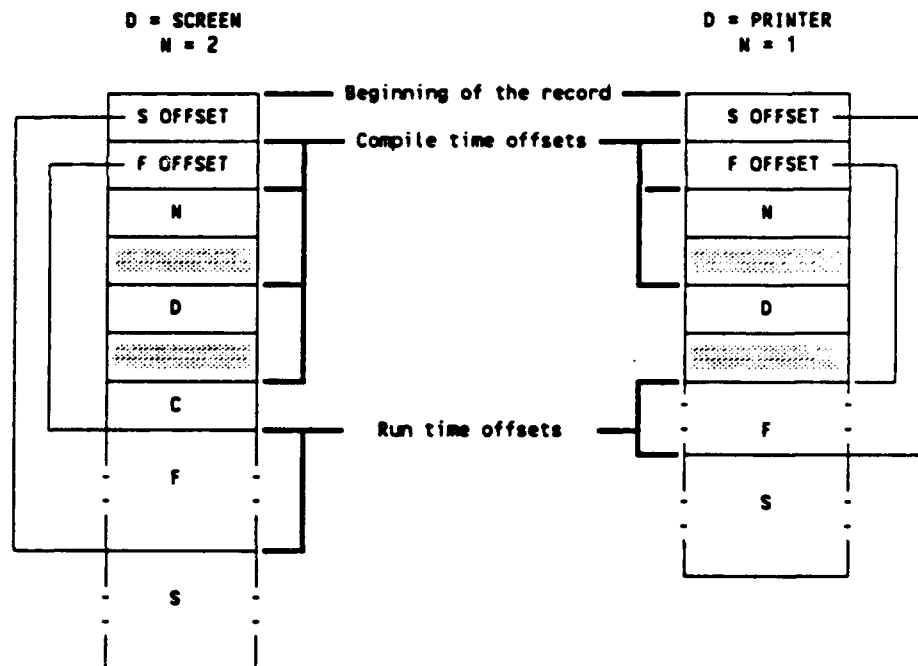 D = SCREEN
N = 2
D = PRINTER
N = 1
Beginning of the record
S OFFSET
S OFFSET
Compile time offsets
F OFFSET
F OFFSET
N
N
D
D
C
Run time offsets
F
F
S
S